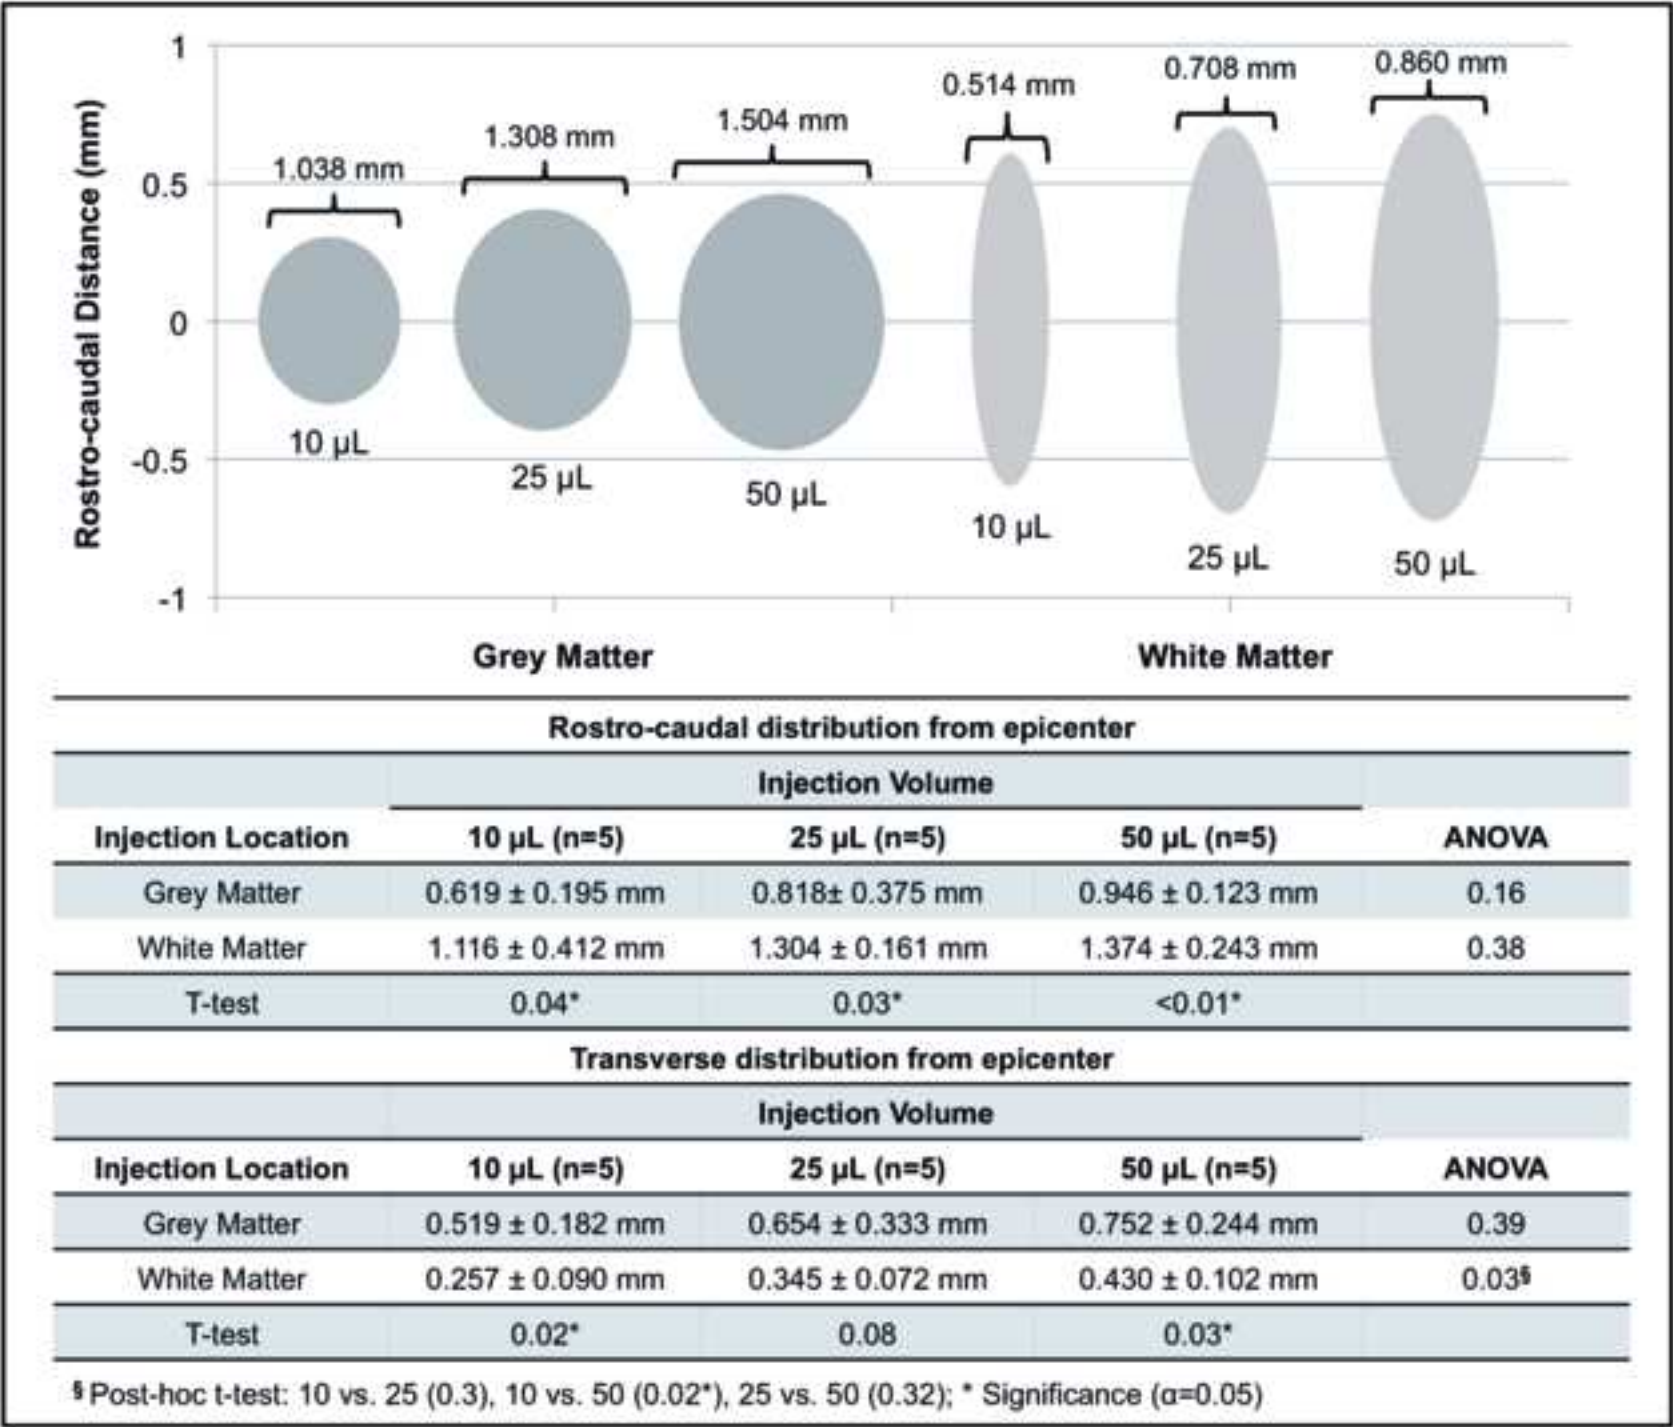 1
0.5
0
-0.5
-1
Rostro-caudal Distance (mm)
1.038 mm
1.308 mm
1.504 mm
0.514 mm
0.708 mm
0.860 mm
10 µL
25 µL
50 µL
10 µL
25 µL
50 µL
Grey Matter White Matter
Rostro-caudal distribution from epicenter
Injection Volume
Injection Location 10 µL (n=5) 25 µL (n=5) 50 µL (n=5) ANOVA
Grey Matter 0.619 ± 0.195 mm 0.818± 0.375 mm 0.946 ± 0.123 mm 0.16
White Matter 1.116 ± 0.412 mm 1.304 ± 0.161 mm 1.374 ± 0.243 mm 0.38
T-test 0.04* 0.03* <0.01*
Transverse distribution from epicenter
Injection Volume
Injection Location 10 µL (n=5) 25 µL (n=5) 50 µL (n=5) ANOVA
Grey Matter 0.519 ± 0.182 mm 0.654 ± 0.333 mm 0.752 ± 0.244 mm 0.39
White Matter 0.257 ± 0.090 mm 0.345 ± 0.072 mm 0.430 ± 0.102 mm 0.03§
T-test 0.02* 0.08 0.03*
§ Post-hoc t-test: 10 vs. 25 (0.3), 10 vs. 50 (0.02*), 25 vs. 50 (0.32); * Significance (α=0.05)